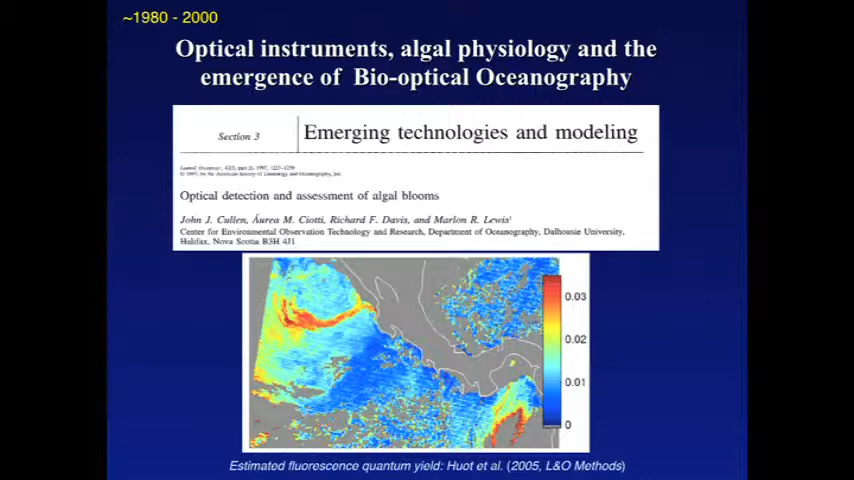 ~1980 - 2000
Optical instruments, algal physiology and the
emergence of Bio-optical Oceanography
Section 3
Emerging technologies and modeling
Optical detection and assessment of algal blooms
John J. Cullen, Áurea M. Ciotti, Richard F. Davis, and Marlon R. Lewis¹
Center for Environmental Observation Technology and Research, Department of Oceanography, Dalhousie University,
Halifax, Nova Scotia B3H 4J1
0.03
0.02
0.01
0
Estimated fluorescence quantum yield: Huot et al. (2005, L&O Methods)